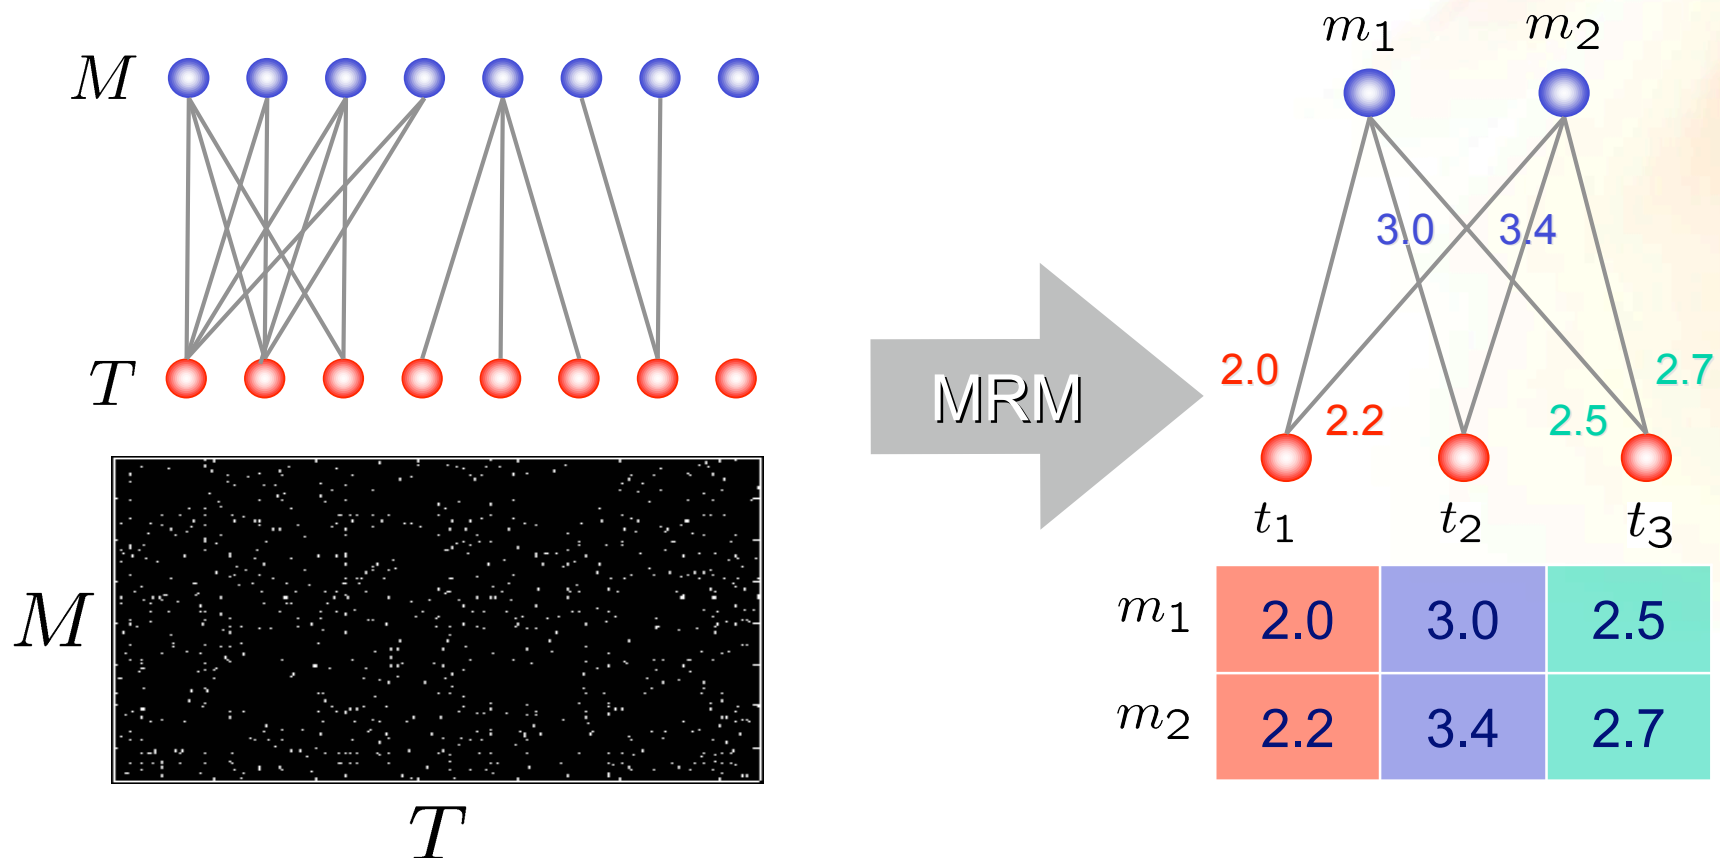 M
T
M
T
MRM
m₁ m₂
3.0 3.4
2.0 2.7
2.2 2.5
t₁ t₂ t₃
m₁ 2.0 3.0 2.5
m₂ 2.2 3.4 2.7